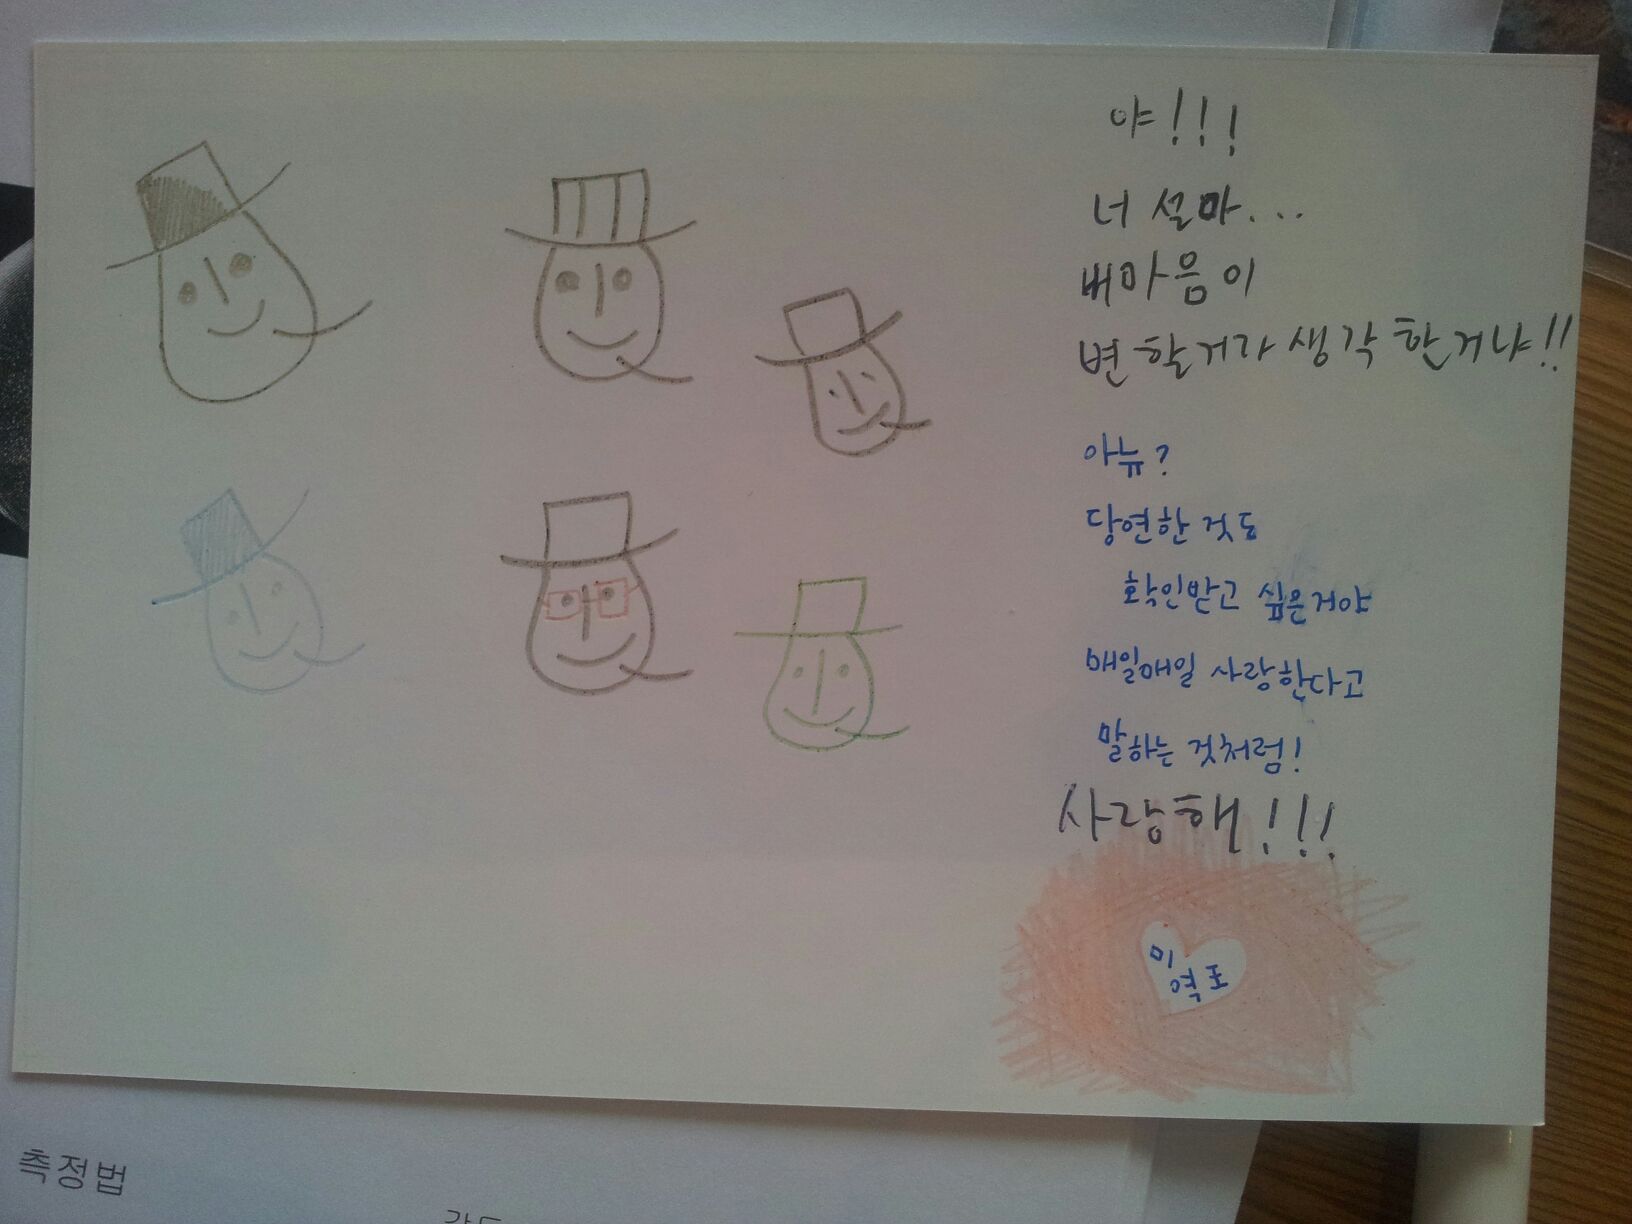 야!!!
너 설마...
내마음이
변할거라 생각한거냐!!
아뉴?
당연한 것도
확인받고 싶은거야
매일매일 사랑한다고
말하는 것처럼!
사랑해!!!
미
역표
측정법